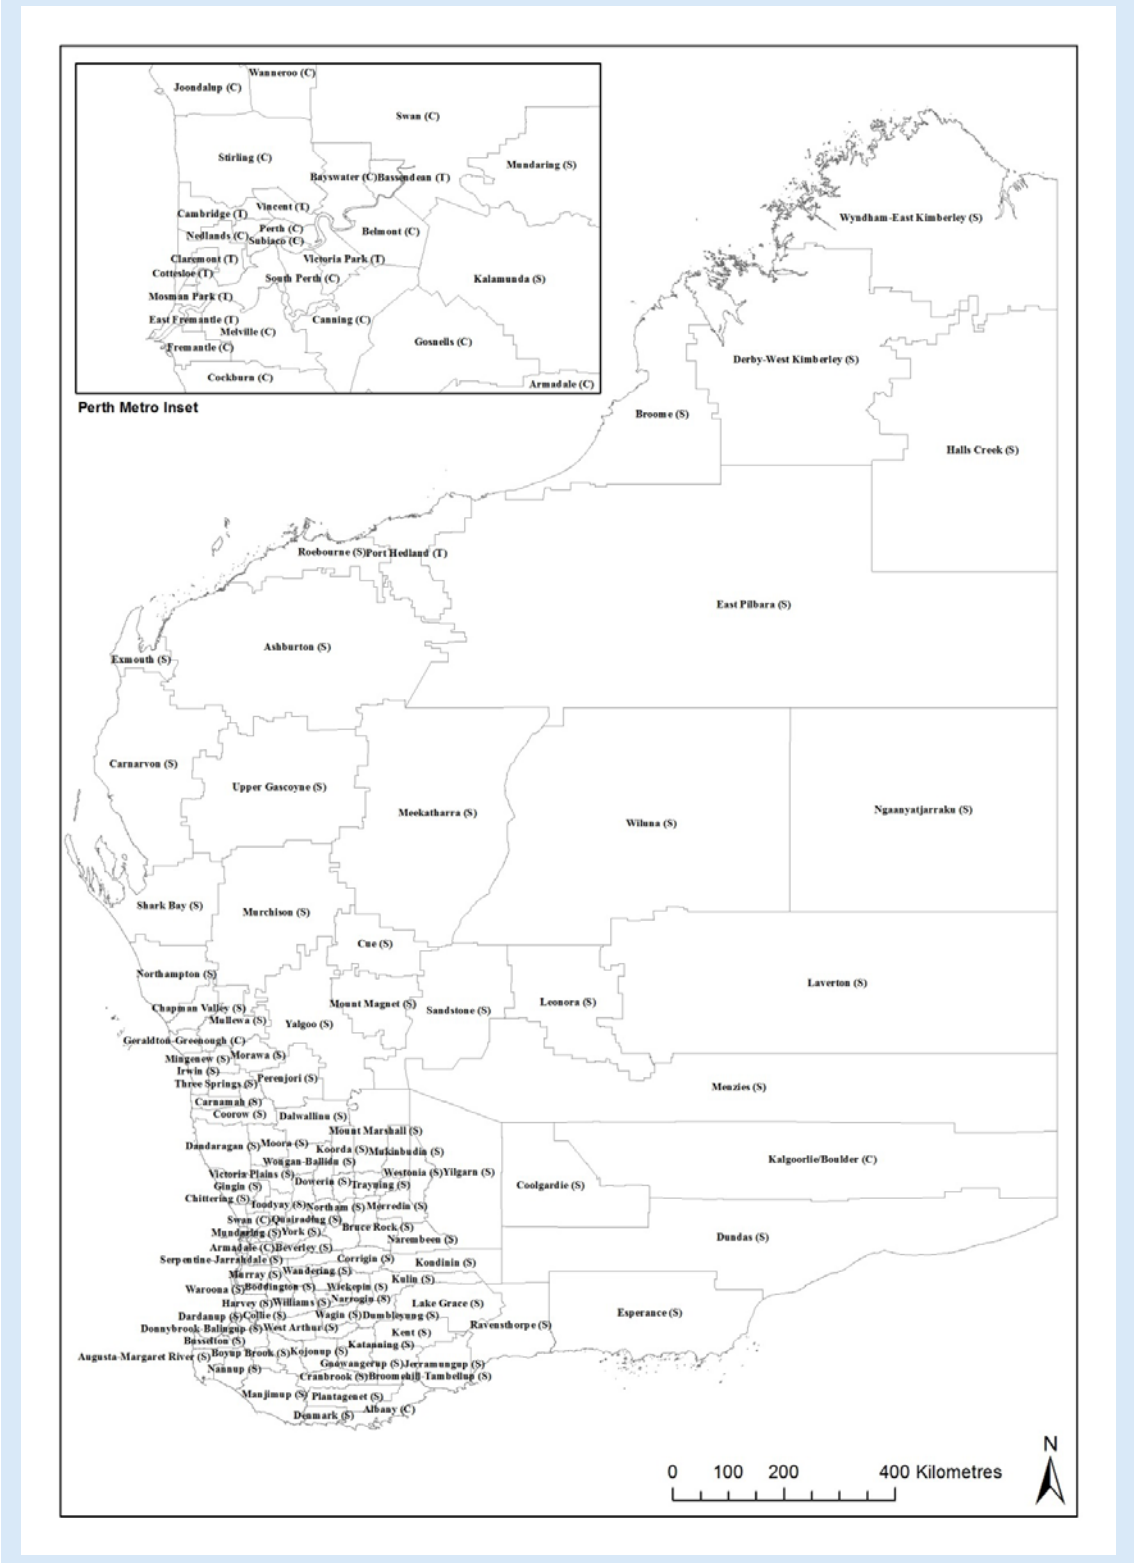 Wanneroo (C)
Joondalup (C)
Swan (C)
Stirling (C)
Mundaring (S)
Bayswater (C)Bassendean (T)
Vincent (T)
Cambridge (T)
Perth (C)
Belmont (C)
Nedlands (C)
Subiaco (C)
Claremont (T)
Victoria Park (T)
Cottesloe (T)
South Perth (C)
Kalamunda (S)
Mosman Park (T)
East Fremantle (T)
Canning (C)
Melville (C)
Gosnells (C)
Fremantle (C)
Cockburn (C)
Armadale (C)
Perth Metro Inset
Wyndham-East Kimberley (S)
Derby-West Kimberley (S)
Broome (S)
Halls Creek (S)
Roebourne (S)Port Hedland (T)
East Pilbara (S)
Ashburton (S)
Exmouth (S)
Carnarvon (S)
Upper Gascoyne (S)
Meekatharra (S)
Wiluna (S)
Ngaanyatjarraku (S)
Shark Bay (S)
Murchison (S)
Cue (S)
Northampton (S)
Laverton (S)
Leonora (S)
Mount Magnet (S)
Chapman Valley (S)
Sandstone (S)
Mullewa (S)
Yalgoo (S)
Geraldton-Greenough (C)
Mingenew (S)Morawa (S)
Irwin (S)
Three Springs (S)Perenjori (S)
Menzies (S)
Carnamah (S)
Coorow (S)
Dalwallinu (S)
Mount Marshall (S)
Dandaragan (S)Moora (S)
Koorda (S)Mukinbudin (S)
Wongan-Ballidu (S)
Kalgoorlie/Boulder (C)
Victoria Plains (S)
Westonia (S)Yilgarn (S)
Gingin (S)
Dowerin (S)Trayning (S)
Coolgardie (S)
Chittering (S)
Toodyay (S)Northam (S)Merredin (S)
Swan (C)Quairading (S)
Bruce Rock (S)
Mundaring (S)York (S)
Narembeen (S)
Dundas (S)
Armadale (C)Beverley (S)
Serpentine-Jarrahdale (S)
Corrigin (S)
Kondinin (S)
Murray (S)Wandering (S)
Kulin (S)
Waroona (S)Boddington (S)
Wickepin (S)
Harvey (S)Williams (S)Narrogin (S)
Lake Grace (S)
Esperance (S)
Dardanup (S)Collie (S)
Wagin (S)Dumbleyung (S)
Ravensthorpe (S)
Donnybrook-Balingup (S)West Arthur (S)
Kent (S)
Busselton (S)
Katanning (S)
Augusta-Margaret River (S)Boyup Brook (S)Kojonup (S)
Nannup (S)
Gnowangerup (S)Jerramungup (S)
Cranbrook (S)Broomehill-Tambellup (S)
Manjimup (S)
Plantagenet (S)
Albany (C)
Denmark (S)
N
0 100 200 400 Kilometres